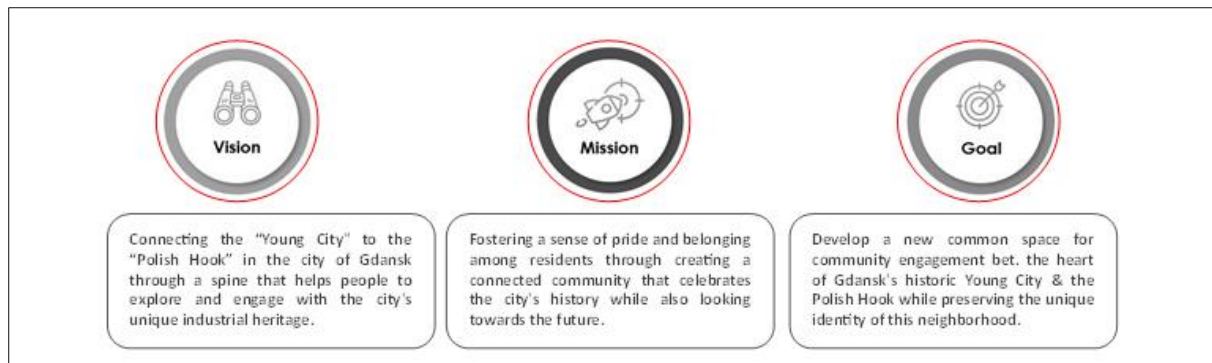 Vision
Mission
Goal
Connecting the "Young City" to the
"Polish Hook" in the city of Gdansk
through a spine that helps people to
explore and engage with the city's
unique industrial heritage.
Fostering a sense of pride and belonging
among residents through creating a
connected community that celebrates
the city's history while also looking
towards the future.
Develop a new common space for
community engagement bet. the heart
of Gdansk's historic Young City & the
Polish Hook while preserving the unique
identity of this neighborhood.